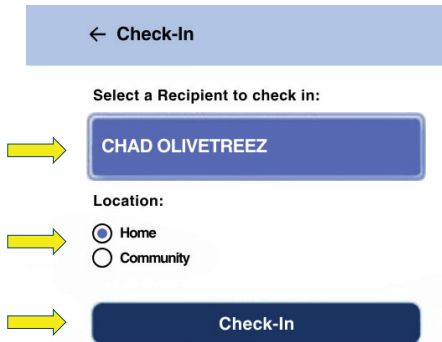 ← Check-In
Select a Recipient to check in:
CHAD OLIVETREEZ
Location:
Home
Community
Check-In